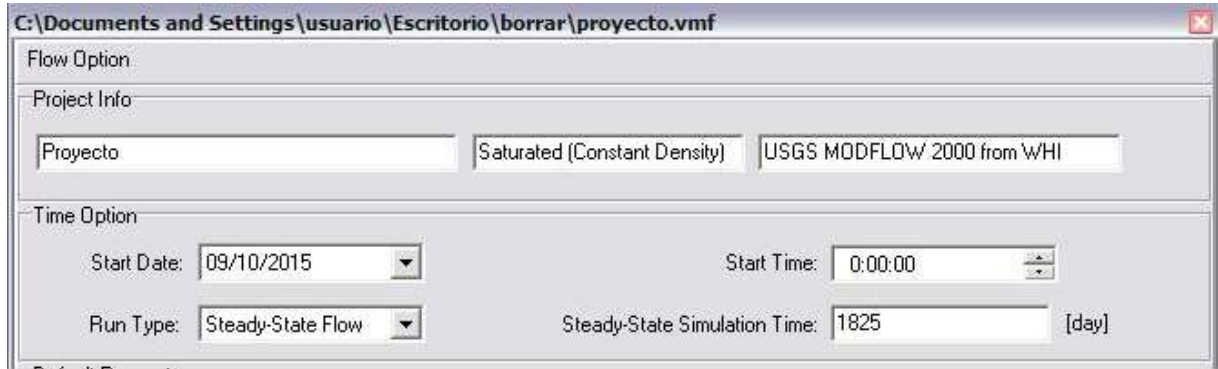 C:\Documents and Settings\usuario\Escritorio\borrar\proyecto.vmf
Flow Option
Project Info
Proyecto Saturated (Constant Density) USGS MODFLOW 2000 from WHI
Time Option
Start Date: 09/10/2015 Start Time: 0:00:00
Run Type: Steady-State Flow Steady-State Simulation Time: 1825 [day]